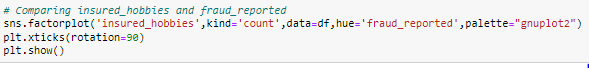 # Comparing insured_hobbies and fraud_reported
sns.factorplot('insured_hobbies',kind='count',data=df,hue='fraud_reported',palette="gnuplot2")
plt.xticks(rotation=90)
plt.show()